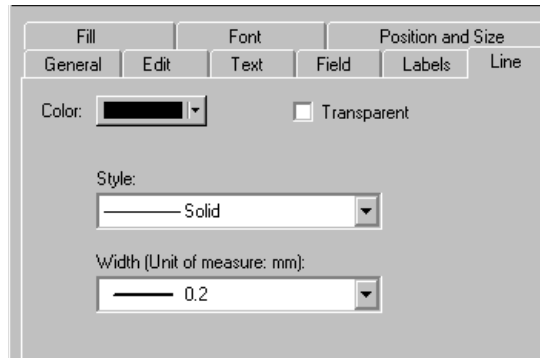 Fill Font Position and Size
General Edit Text Field Labels Line
Color: Transparent
Style:
Solid
Width (Unit of measure: mm):
0.2